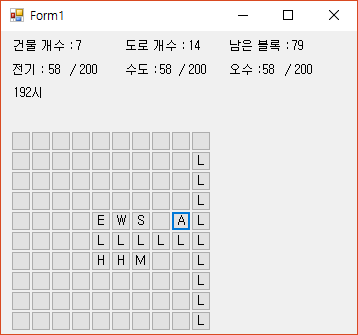 Form1
건물 개수 : 7 도로 개수 : 14 남은 블록 : 79
전기 : 58 / 200 수도 : 58 / 200 오수 : 58 / 200
192시
L
L
L
E W S A L
L L L L L L
H H M L
L
L
L